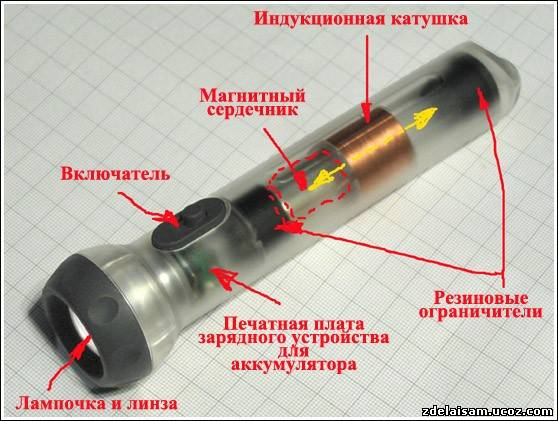 Индукционная катушка
Магнитный
сердечник
Включатель
Резиновые
ограничители
Печатная плата
зарядного устройства
для
аккумулятора
Лампочка и линза
zdelaisam.ucoz.com